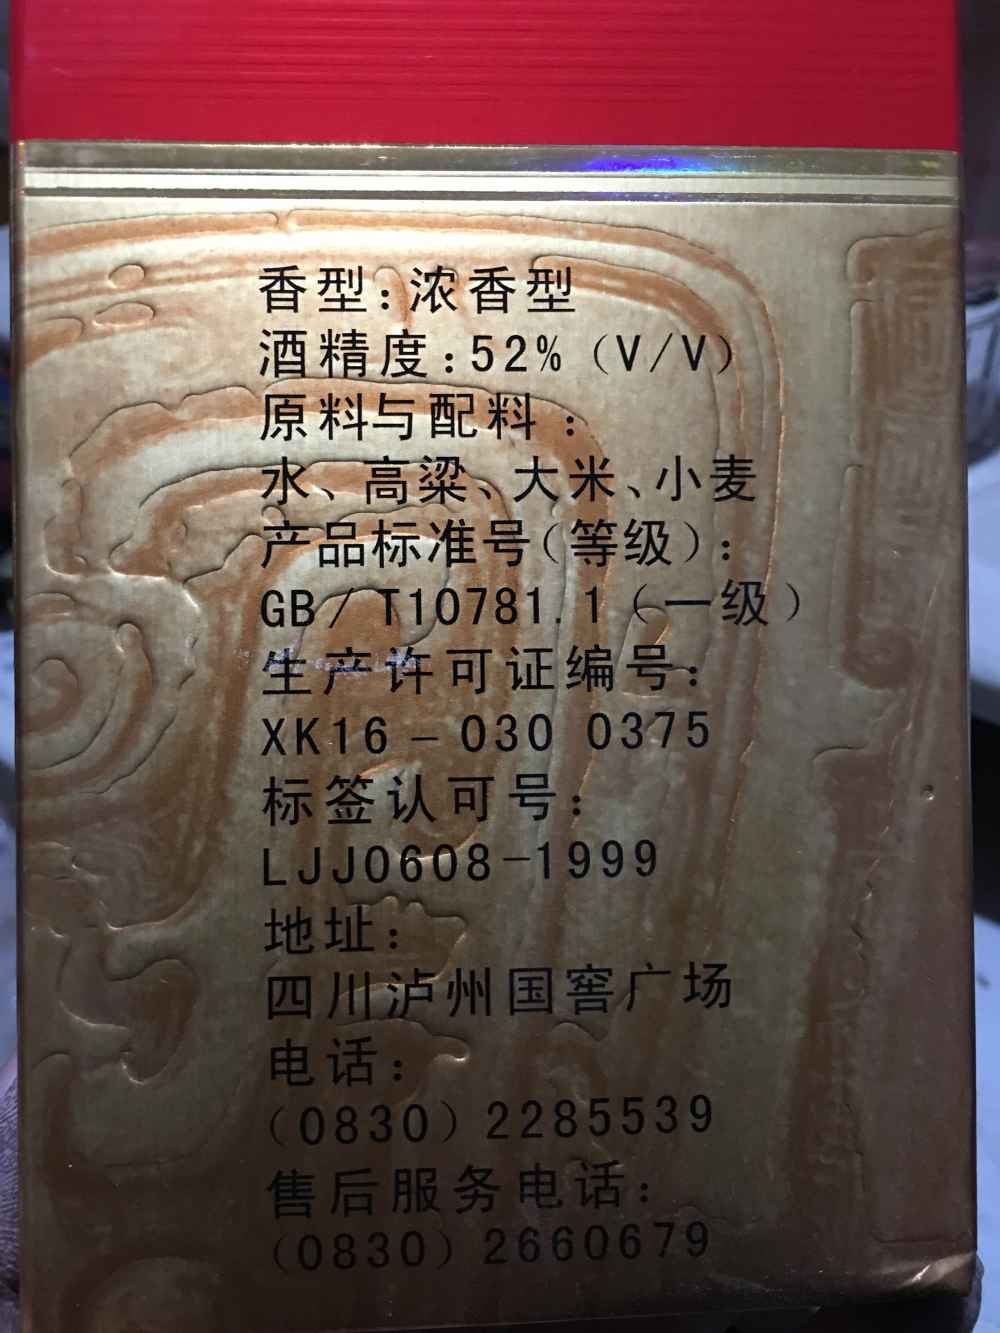 香型:浓香型
酒精度:52%(V/V)
原料与配料:
水、高粱、大米、小麦
产品标准号(等级):
GB/T10781.1(一级)
生产许可证编号:
XK16-030 0375
标签认可号:
LJJ0608-1999
地址:
四川泸州国窖广场
电话:
(0830)2285539
售后服务电话:
(0830)2660679